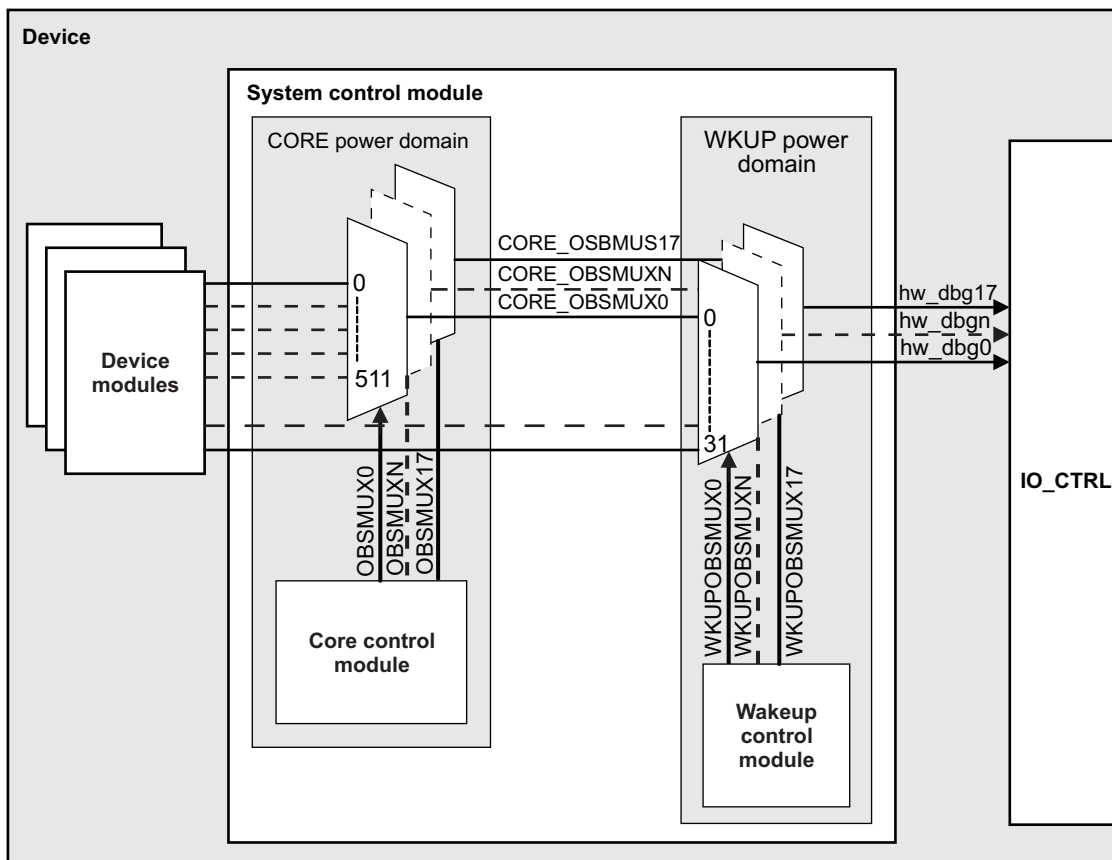 Device
System control module
CORE power domain
WKUP power
domain
CORE_OSBMUS17
CORE_OBSMUXN
CORE_OBSMUX0
0
511
0
31
hw_dbg17
hw_dbgn
hw_dbg0
Device
modules
IO_CTRL
OBSMUX0
OBSMUXN
OBSMUX17
WKUPOBSMUX0
WKUPOBSMUXN
WKUPOBSMUX17
Core control
module
Wakeup
control
module